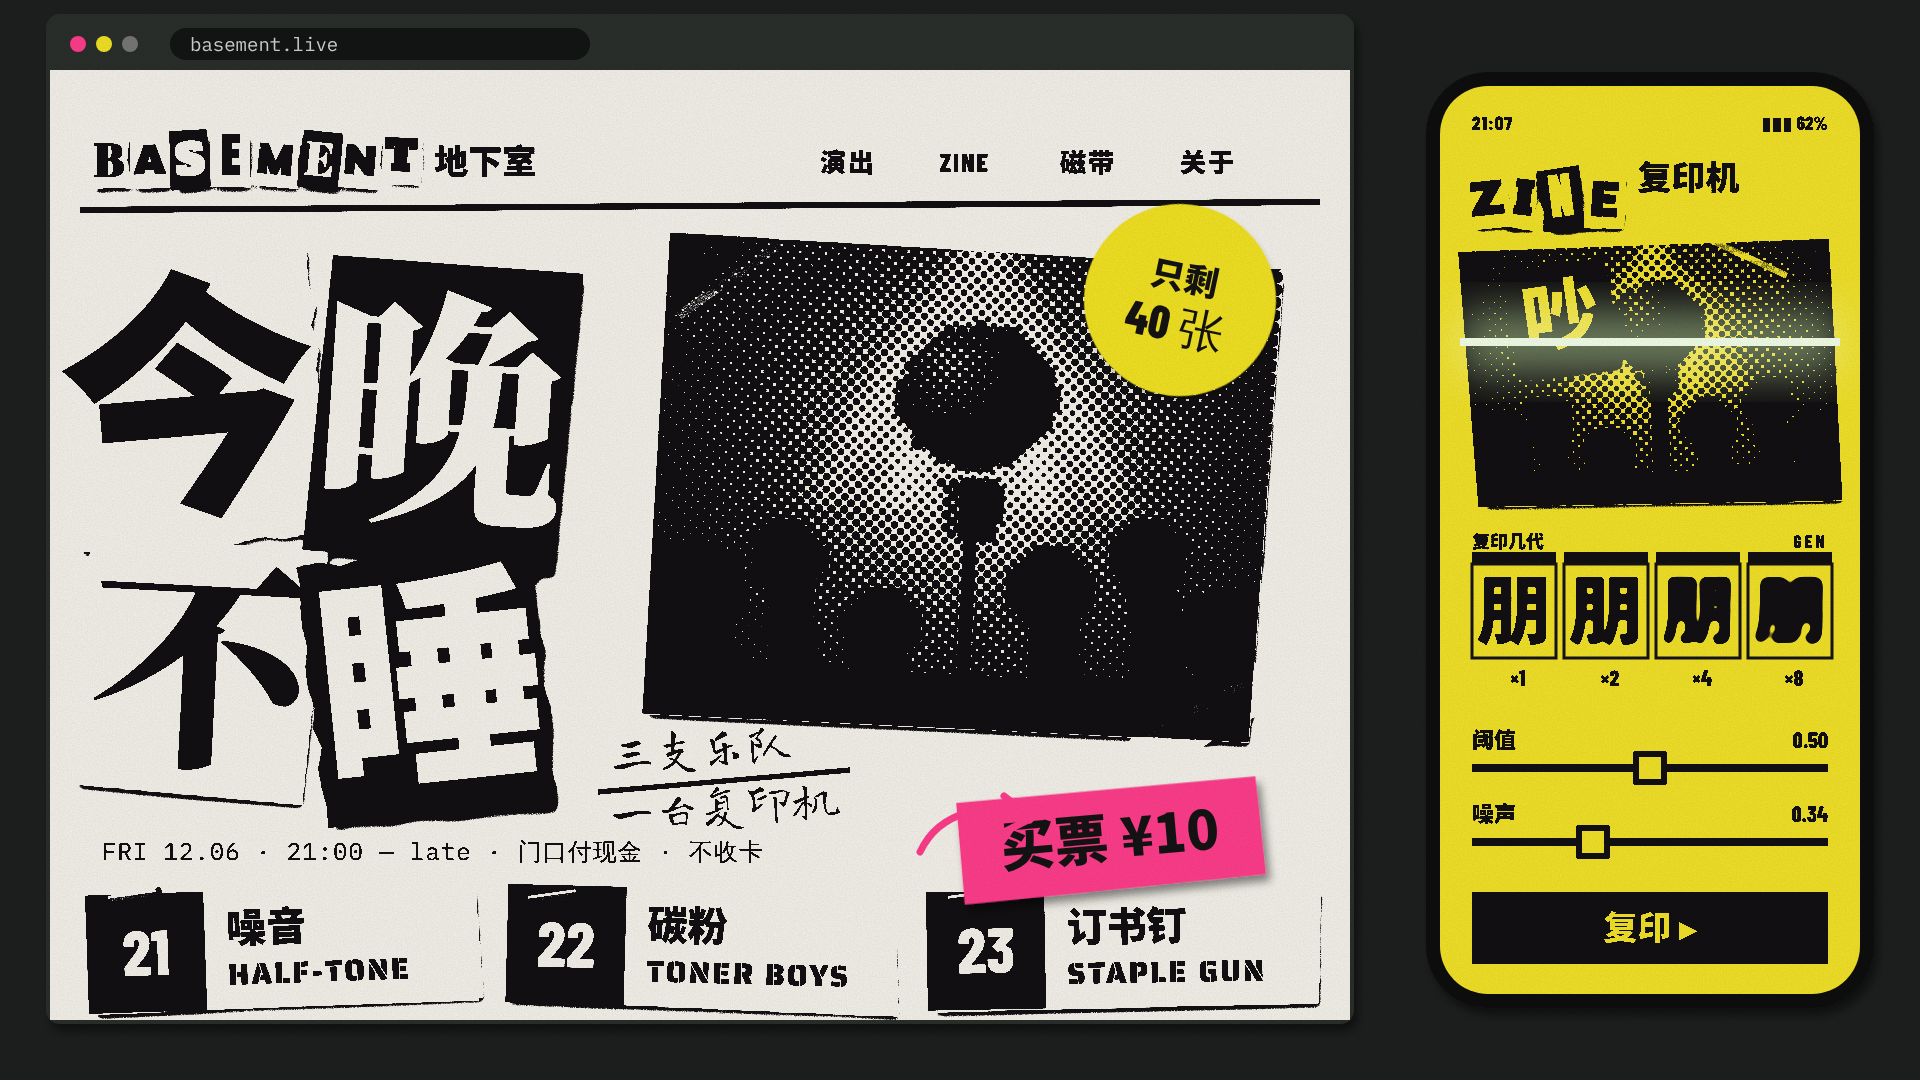 basement.live
BASEMENT 地下室
演出 ZINE 磁带 关于
今晚
不睡
只剩
40 张
三支乐队
一台复印机
买票 ¥10
FRI 12.06 · 21:00 — late · 门口付现金 · 不收卡
21 噪音
HALF-TONE
22 碳粉
TONER BOYS
23 订书钉
STAPLE GUN
21:07 62%
ZINE 复印机
吵
复印几代 GEN
朋 朋 朋 朋
×1 ×2 ×4 ×8
阈值 0.50
噪声 0.34
复印 ▶